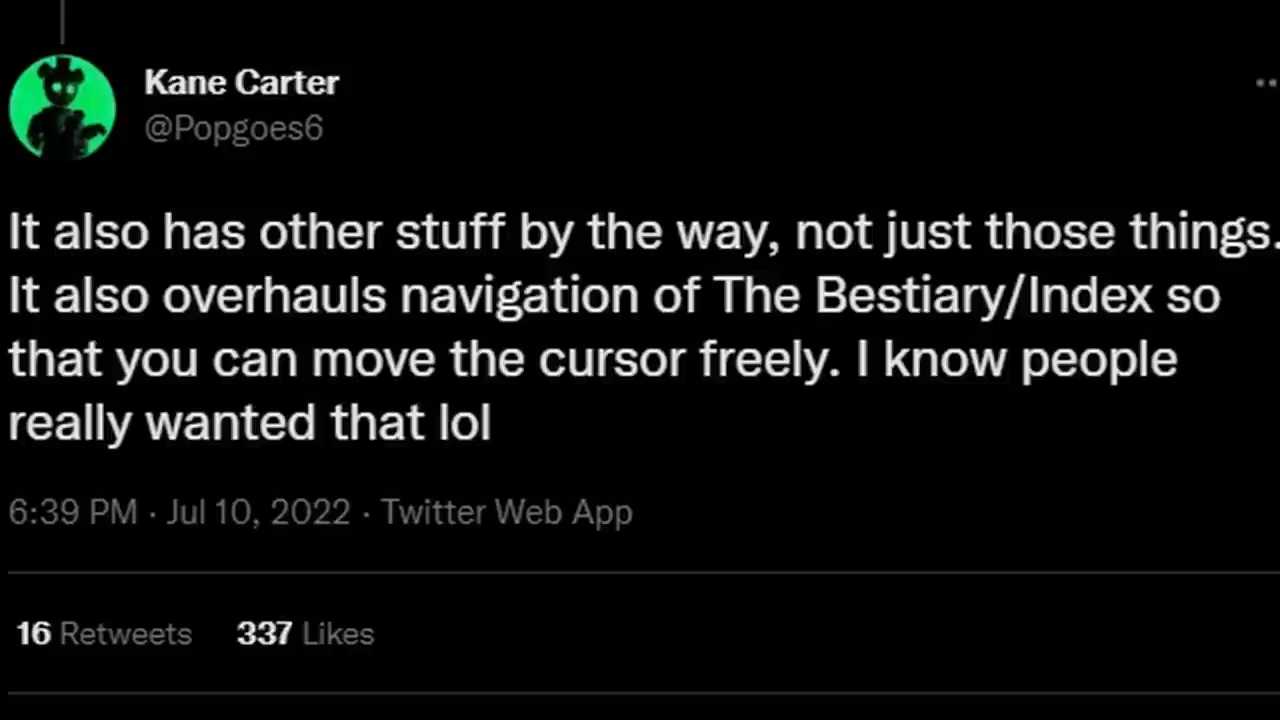 Kane Carter
@Popgoes6
It also has other stuff by the way, not just those things.
It also overhauls navigation of The Bestiary/Index so
that you can move the cursor freely. I know people
really wanted that lol
6:39 PM · Jul 10, 2022 · Twitter Web App
16 Retweets 337 Likes